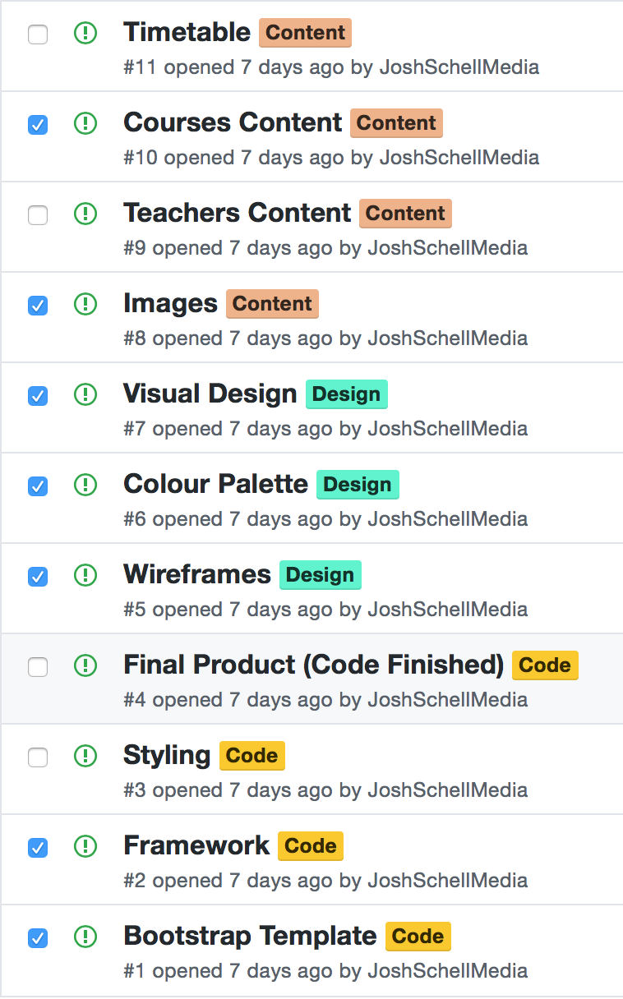 Timetable Content
#11 opened 7 days ago by JoshSchellMedia
Courses Content Content
#10 opened 7 days ago by JoshSchellMedia
Teachers Content Content
#9 opened 7 days ago by JoshSchellMedia
Images Content
#8 opened 7 days ago by JoshSchellMedia
Visual Design Design
#7 opened 7 days ago by JoshSchellMedia
Colour Palette Design
#6 opened 7 days ago by JoshSchellMedia
Wireframes Design
#5 opened 7 days ago by JoshSchellMedia
Final Product (Code Finished) Code
#4 opened 7 days ago by JoshSchellMedia
Styling Code
#3 opened 7 days ago by JoshSchellMedia
Framework Code
#2 opened 7 days ago by JoshSchellMedia
Bootstrap Template Code
#1 opened 7 days ago by JoshSchellMedia